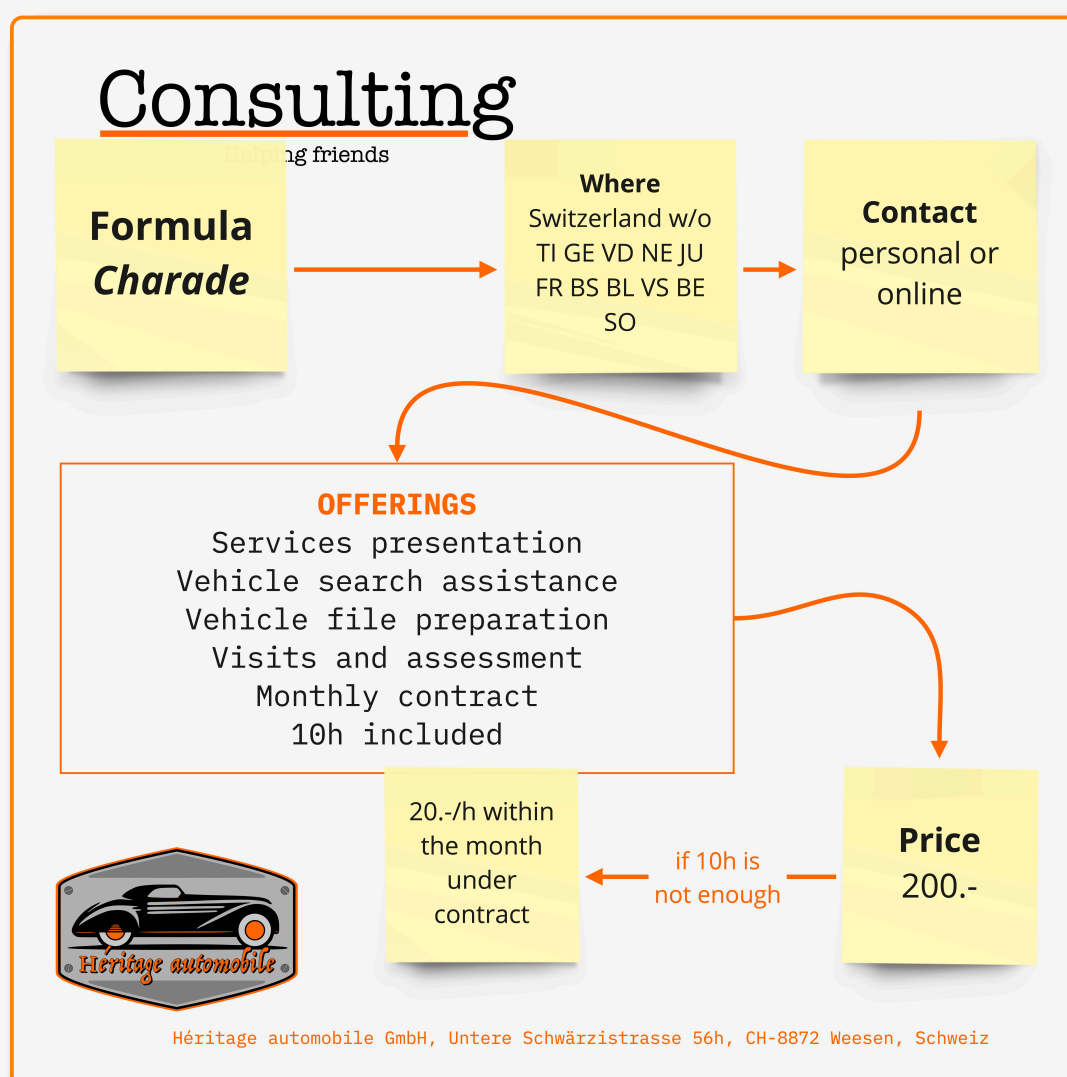 Consulting
Helping friends
Formula
Charade
Where
Switzerland w/o
TI GE VD NE JU
FR BS BL VS BE
SO
Contact
personal or
online
OFFERINGS
Services presentation
Vehicle search assistance
Vehicle file preparation
Visits and assessment
Monthly contract
10h included
Price
200.-
if 10h is
not enough
20.-/h within
the month
under
contract
Héritage automobile
Héritage automobile GmbH, Untere Schwärzistrasse 56h, CH-8872 Weesen, Schweiz